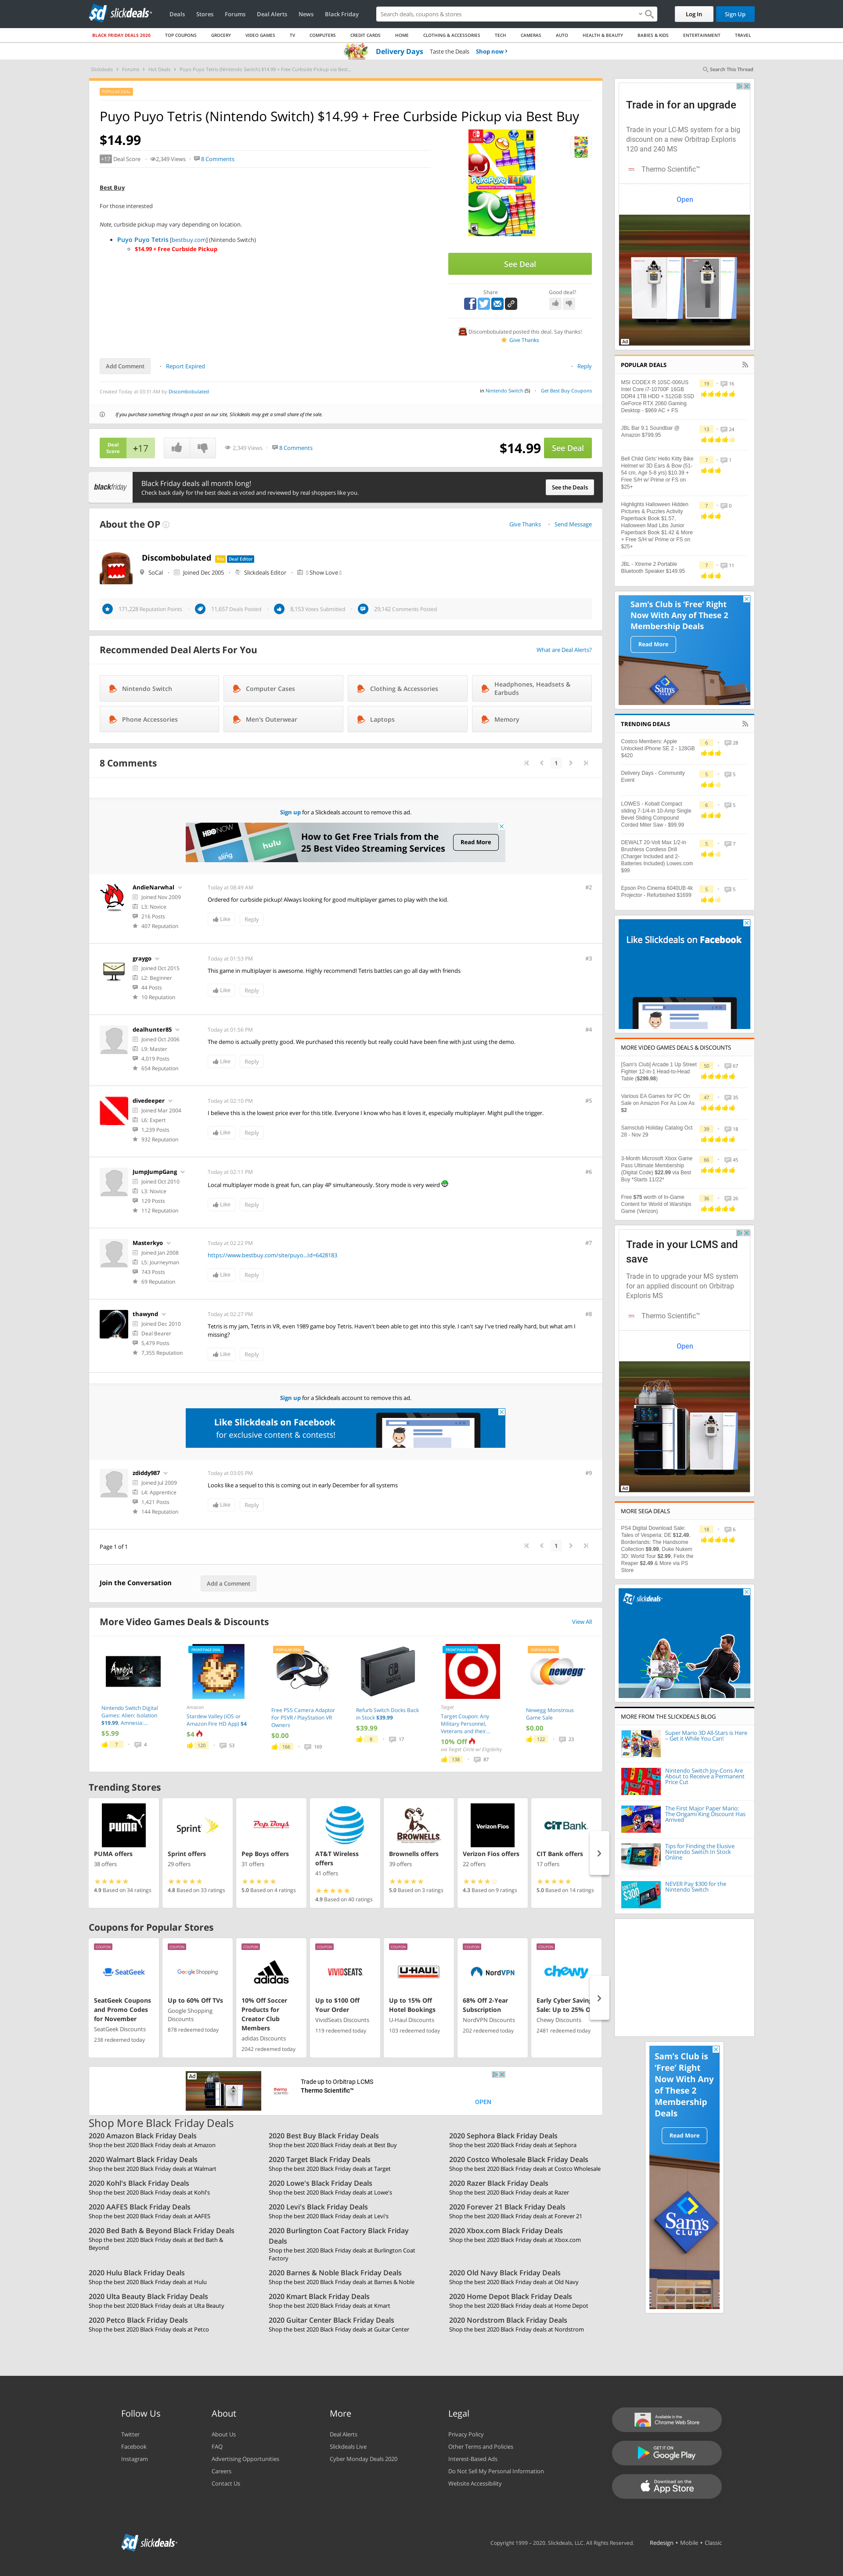 slickdeals
Deals Stores Forums Deal Alerts News Black Friday
Search deals, coupons & stores
Log In Sign Up
BLACK FRIDAY DEALS 2020 TOP COUPONS GROCERY VIDEO GAMES TV COMPUTERS CREDIT CARDS HOME CLOTHING & ACCESSORIES TECH CAMERAS AUTO HEALTH & BEAUTY BABIES & KIDS ENTERTAINMENT TRAVEL
Delivery Days Taste the Deals Shop now ›
Slickdeals Forums Hot Deals Puyo Puyo Tetris (Nintendo Switch) $14.99 + Free Curbside Pickup via Best...
Search This Thread
POPULAR DEAL
Puyo Puyo Tetris (Nintendo Switch) $14.99 + Free Curbside Pickup via Best Buy
$14.99
+17 Deal Score 2,349 Views 8 Comments
Best Buy
For those interested
Note, curbside pickup may vary depending on location.
Puyo Puyo Tetris [bestbuy.com] (Nintendo Switch)
$14.99 + Free Curbside Pickup
See Deal
Share Good deal?
Discombobulated posted this deal. Say thanks!
Give Thanks
Add Comment Report Expired Reply
Created Today at 03:31 AM by Discombobulated
in Nintendo Switch (5) Get Best Buy Coupons
If you purchase something through a post on our site, Slickdeals may get a small share of the sale.
Deal Score +17 2,349 Views 8 Comments $14.99 See Deal
blackfriday
Black Friday deals all month long!
Check back daily for the best deals as voted and reviewed by real shoppers like you.
See the Deals
About the OP
Give Thanks Send Message
Discombobulated Pro Deal Editor
SoCal Joined Dec 2005 Slickdeals Editor Show Love
171,228 Reputation Points 11,657 Deals Posted 9,153 Votes Submitted 29,142 Comments Posted
Recommended Deal Alerts For You
What are Deal Alerts?
Nintendo Switch
Computer Cases
Clothing & Accessories
Headphones, Headsets & Earbuds
Phone Accessories
Men's Outerwear
Laptops
Memory
8 Comments
1
Sign up for a Slickdeals account to remove this ad.
HBO NOW
sling
hulu
How to Get Free Trials from the
25 Best Video Streaming Services
Read More
AndieNarwhal
Joined Nov 2009
L3: Novice
216 Posts
407 Reputation
Today at 08:49 AM
#2
Ordered for curbside pickup! Always looking for good multiplayer games to play with the kid.
Like Reply
graygo
Joined Oct 2015
L2: Beginner
44 Posts
10 Reputation
Today at 01:53 PM
#3
This game in multiplayer is awesome. Highly recommend! Tetris battles can go all day with friends
Like Reply
dealhunter85
Joined Oct 2006
L9: Master
4,019 Posts
654 Reputation
Today at 01:56 PM
#4
The demo is actually pretty good. We purchased this recently but really could have been fine with just using the demo.
Like Reply
divedeeper
Joined Mar 2004
L6: Expert
1,239 Posts
932 Reputation
Today at 02:10 PM
#5
I believe this is the lowest price ever for this title. Everyone I know who has it loves it, especially multiplayer. Might pull the trigger.
Like Reply
JumpJumpGang
Joined Oct 2010
L3: Novice
129 Posts
112 Reputation
Today at 02:11 PM
#6
Local multiplayer mode is great fun, can play 4P simultaneously. Story mode is very weird
Like Reply
Masterkyo
Joined Jan 2008
L5: Journeyman
743 Posts
69 Reputation
Today at 02:22 PM
#7
https://www.bestbuy.com/site/puyo...Id=6428183
Like Reply
thawynd
Joined Dec 2010
Deal Bearer
5,479 Posts
7,355 Reputation
Today at 02:27 PM
#8
Tetris is my jam, Tetris in VR, even 1989 game boy Tetris. Haven't been able to get into this style. I can't say I've tried really hard, but what am I
missing?
Like Reply
Sign up for a Slickdeals account to remove this ad.
Like Slickdeals on Facebook
for exclusive content & contests!
zdiddy987
Joined Jul 2009
L4: Apprentice
1,421 Posts
144 Reputation
Today at 03:05 PM
#9
Looks like a sequel to this is coming out in early December for all systems
Like Reply
Page 1 of 1
1
Join the Conversation Add a Comment
More Video Games Deals & Discounts
View All
Nintendo Switch Digital Games: Alien: Isolation $19.99, Amnesia:...
$5.99
7 4
FRONTPAGE DEAL
Amazon
Stardew Valley (iOS or Amazon Fire HD App) $4
$4
120 53
POPULAR DEAL
Free PS5 Camera Adaptor For PSVR / PlayStation VR Owners
$0.00
166 169
Refurb Switch Docks Back in Stock $39.99
$39.99
8 17
FRONTPAGE DEAL
Target
Target Coupon: Any Military Personnel, Veterans and their...
10% Off
via Target Circle w/ Eligibility
138 87
POPULAR DEAL
newegg
Newegg Monstrous Game Sale
$0.00
122 23
Trending Stores
PUMA
PUMA offers
38 offers
4.9 Based on 34 ratings
Sprint
Sprint offers
29 offers
4.8 Based on 33 ratings
Pep Boys
Pep Boys offers
31 offers
5.0 Based on 4 ratings
AT&T
AT&T Wireless offers
41 offers
4.9 Based on 40 ratings
BROWNELLS
Brownells offers
39 offers
5.0 Based on 3 ratings
Verizon Fios
Verizon Fios offers
22 offers
4.3 Based on 9 ratings
CIT BANK
CIT Bank offers
17 offers
5.0 Based on 14 ratings
Coupons for Popular Stores
COUPON
SeatGeek
SeatGeek Coupons and Promo Codes for November
SeatGeek Discounts
238 redeemed today
COUPON
Google Shopping
Up to 60% Off TVs
Google Shopping Discounts
878 redeemed today
COUPON
adidas
10% Off Soccer Products for Creator Club Members
adidas Discounts
2042 redeemed today
COUPON
VIVIDSEATS
Up to $100 Off Your Order
VividSeats Discounts
119 redeemed today
COUPON
U-HAUL
Up to 15% Off Hotel Bookings
U-Haul Discounts
103 redeemed today
COUPON
NordVPN
68% Off 2-Year Subscription
NordVPN Discounts
202 redeemed today
COUPON
chewy
Early Cyber Saving
Sale: Up to 25% O
Chewy Discounts
2481 redeemed today
Ad
Trade up to Orbitrap LCMS
Thermo Scientific™
OPEN
Shop More Black Friday Deals
2020 Amazon Black Friday Deals
Shop the best 2020 Black Friday deals at Amazon
2020 Best Buy Black Friday Deals
Shop the best 2020 Black Friday deals at Best Buy
2020 Sephora Black Friday Deals
Shop the best 2020 Black Friday deals at Sephora
2020 Walmart Black Friday Deals
Shop the best 2020 Black Friday deals at Walmart
2020 Target Black Friday Deals
Shop the best 2020 Black Friday deals at Target
2020 Costco Wholesale Black Friday Deals
Shop the best 2020 Black Friday deals at Costco Wholesale
2020 Kohl's Black Friday Deals
Shop the best 2020 Black Friday deals at Kohl's
2020 Lowe's Black Friday Deals
Shop the best 2020 Black Friday deals at Lowe's
2020 Razer Black Friday Deals
Shop the best 2020 Black Friday deals at Razer
2020 AAFES Black Friday Deals
Shop the best 2020 Black Friday deals at AAFES
2020 Levi's Black Friday Deals
Shop the best 2020 Black Friday deals at Levi's
2020 Forever 21 Black Friday Deals
Shop the best 2020 Black Friday deals at Forever 21
2020 Bed Bath & Beyond Black Friday Deals
Shop the best 2020 Black Friday deals at Bed Bath &
Beyond
2020 Burlington Coat Factory Black Friday
Deals
Shop the best 2020 Black Friday deals at Burlington Coat
Factory
2020 Xbox.com Black Friday Deals
Shop the best 2020 Black Friday deals at Xbox.com
2020 Hulu Black Friday Deals
Shop the best 2020 Black Friday deals at Hulu
2020 Barnes & Noble Black Friday Deals
Shop the best 2020 Black Friday deals at Barnes & Noble
2020 Old Navy Black Friday Deals
Shop the best 2020 Black Friday deals at Old Navy
2020 Ulta Beauty Black Friday Deals
Shop the best 2020 Black Friday deals at Ulta Beauty
2020 Kmart Black Friday Deals
Shop the best 2020 Black Friday deals at Kmart
2020 Home Depot Black Friday Deals
Shop the best 2020 Black Friday deals at Home Depot
2020 Petco Black Friday Deals
Shop the best 2020 Black Friday deals at Petco
2020 Guitar Center Black Friday Deals
Shop the best 2020 Black Friday deals at Guitar Center
2020 Nordstrom Black Friday Deals
Shop the best 2020 Black Friday deals at Nordstrom
Trade in for an upgrade
Trade in your LC-MS system for a big
discount on a new Orbitrap Exploris
120 and 240 MS
Thermo Scientific™
Open
Ad
POPULAR DEALS
MSI CODEX R 10SC-006US Intel Core i7-10700F 16GB DDR4 1TB HDD + 512GB SSD GeForce RTX 2060 Gaming Desktop - $969 AC + FS
19 16
JBL Bar 9.1 Soundbar @ Amazon $799.95
13 24
Bell Child Girls' Hello Kitty Bike Helmet w/ 3D Ears & Bow (51-54 cm, Age 5-8 yrs) $10.39 + Free S/H w/ Prime or FS on $25+
7 1
Highlights Halloween Hidden Pictures & Puzzles Activity Paperback Book $1.57, Halloween Mad Libs Junior Paperback Book $1.42 & More + Free S/H w/ Prime or FS on $25+
7 0
JBL - Xtreme 2 Portable Bluetooth Speaker $149.95
7 11
Sam's Club is 'Free' Right
Now With Any of These 2
Membership Deals
Read More
Sam's CLUB
TRENDING DEALS
Costco Members: Apple Unlocked iPhone SE 2 - 128GB $420
6 28
Delivery Days - Community Event
5 5
LOWES - Kobalt Compact sliding 7-1/4-in 10-Amp Single Bevel Sliding Compound Corded Miter Saw - $99.99
6 5
DEWALT 20-Volt Max 1/2-in Brushless Cordless Drill (Charger Included and 2-Batteries Included) Lowes.com $99
5 7
Epson Pro Cinema 6040UB 4k Projector - Refurbished $1699
5 5
Like Slickdeals on Facebook
MORE VIDEO GAMES DEALS & DISCOUNTS
[Sam's Club] Arcade 1 Up Street Fighter 12-in-1 Head-to-Head Table ($299.98)
50 67
Various EA Games for PC On Sale on Amazon For As Low As $2
47 35
Samsclub Holiday Catalog Oct 28 - Nov 29
39 18
3-Month Microsoft Xbox Game Pass Ultimate Membership (Digital Code) $22.99 via Best Buy *Starts 11/22*
66 45
Free $75 worth of In-Game Content for World of Warships Game (Verizon)
36 26
Trade in your LCMS and
save
Trade in to upgrade your MS system
for an applied discount on Orbitrap
Exploris MS
Thermo Scientific™
Open
Ad
MORE SEGA DEALS
PS4 Digital Download Sale: Tales of Vesperia: DE $12.49, Borderlands: The Handsome Collection $9.99, Duke Nukem 3D: World Tour $2.99, Felix the Reaper $2.49 & More via PS Store
18 6
slickdeals
MORE FROM THE SLICKDEALS BLOG
Super Mario 3D All-Stars is Here – Get it While You Can!
Nintendo Switch Joy-Cons Are About to Receive a Permanent Price Cut
The First Major Paper Mario: The Origami King Discount Has Arrived
Tips for Finding the Elusive Nintendo Switch In Stock Online
NEVER Pay $300 for the Nintendo Switch
Sam's Club is
'Free' Right
Now With Any
of These 2
Membership
Deals
Read More
Sam's CLUB
Follow Us
Twitter
Facebook
Instagram
About
About Us
FAQ
Advertising Opportunities
Careers
Contact Us
More
Deal Alerts
Slickdeals Live
Cyber Monday Deals 2020
Legal
Privacy Policy
Other Terms and Policies
Interest-Based Ads
Do Not Sell My Personal Information
Website Accessibility
Available in the
Chrome Web Store
GET IT ON
Google Play
Download on the
App Store
slickdeals
Copyright 1999 - 2020. Slickdeals, LLC. All Rights Reserved. Redesign • Mobile • Classic